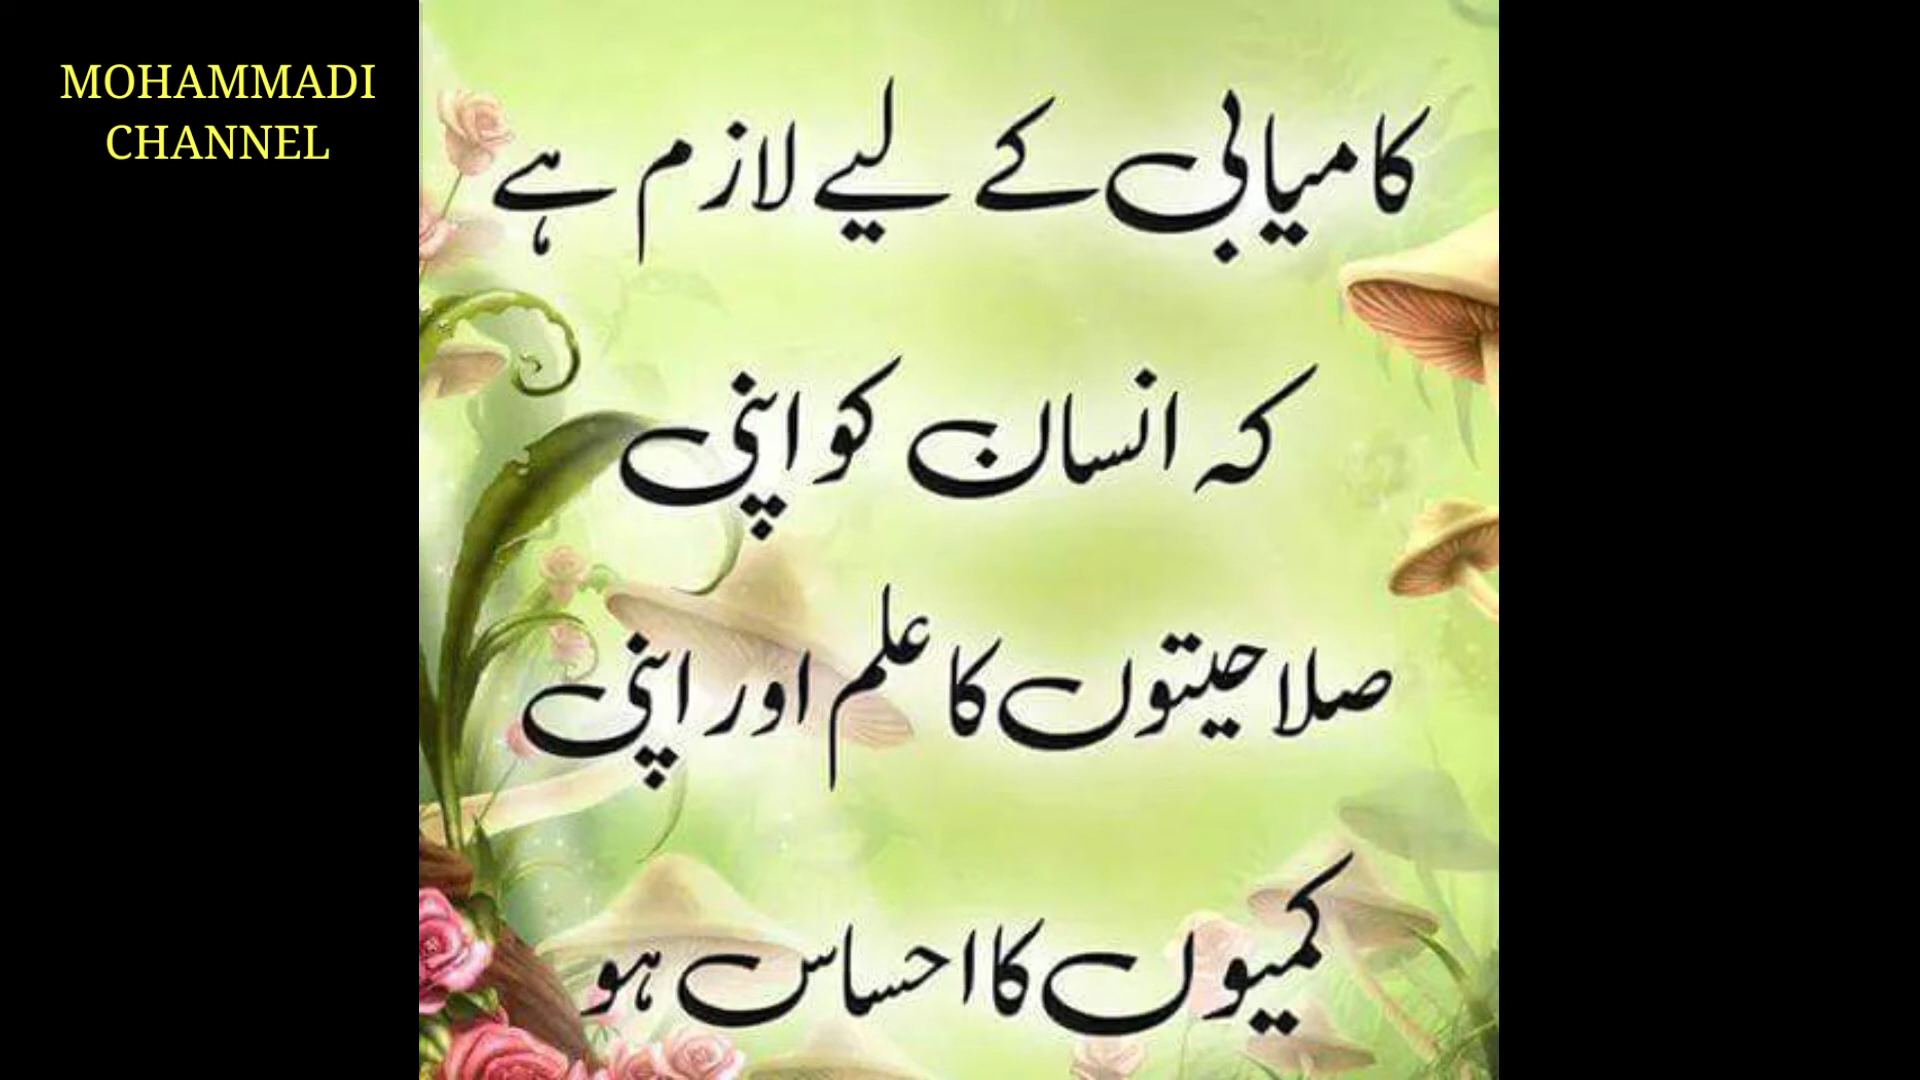 MOHAMMADI
CHANNEL
کامیابی کے لیے لازم ہے
کہ انسان کو اپنی
صلاحیتوں کا علم اور اپنی
کمیوں کا احساس ہو